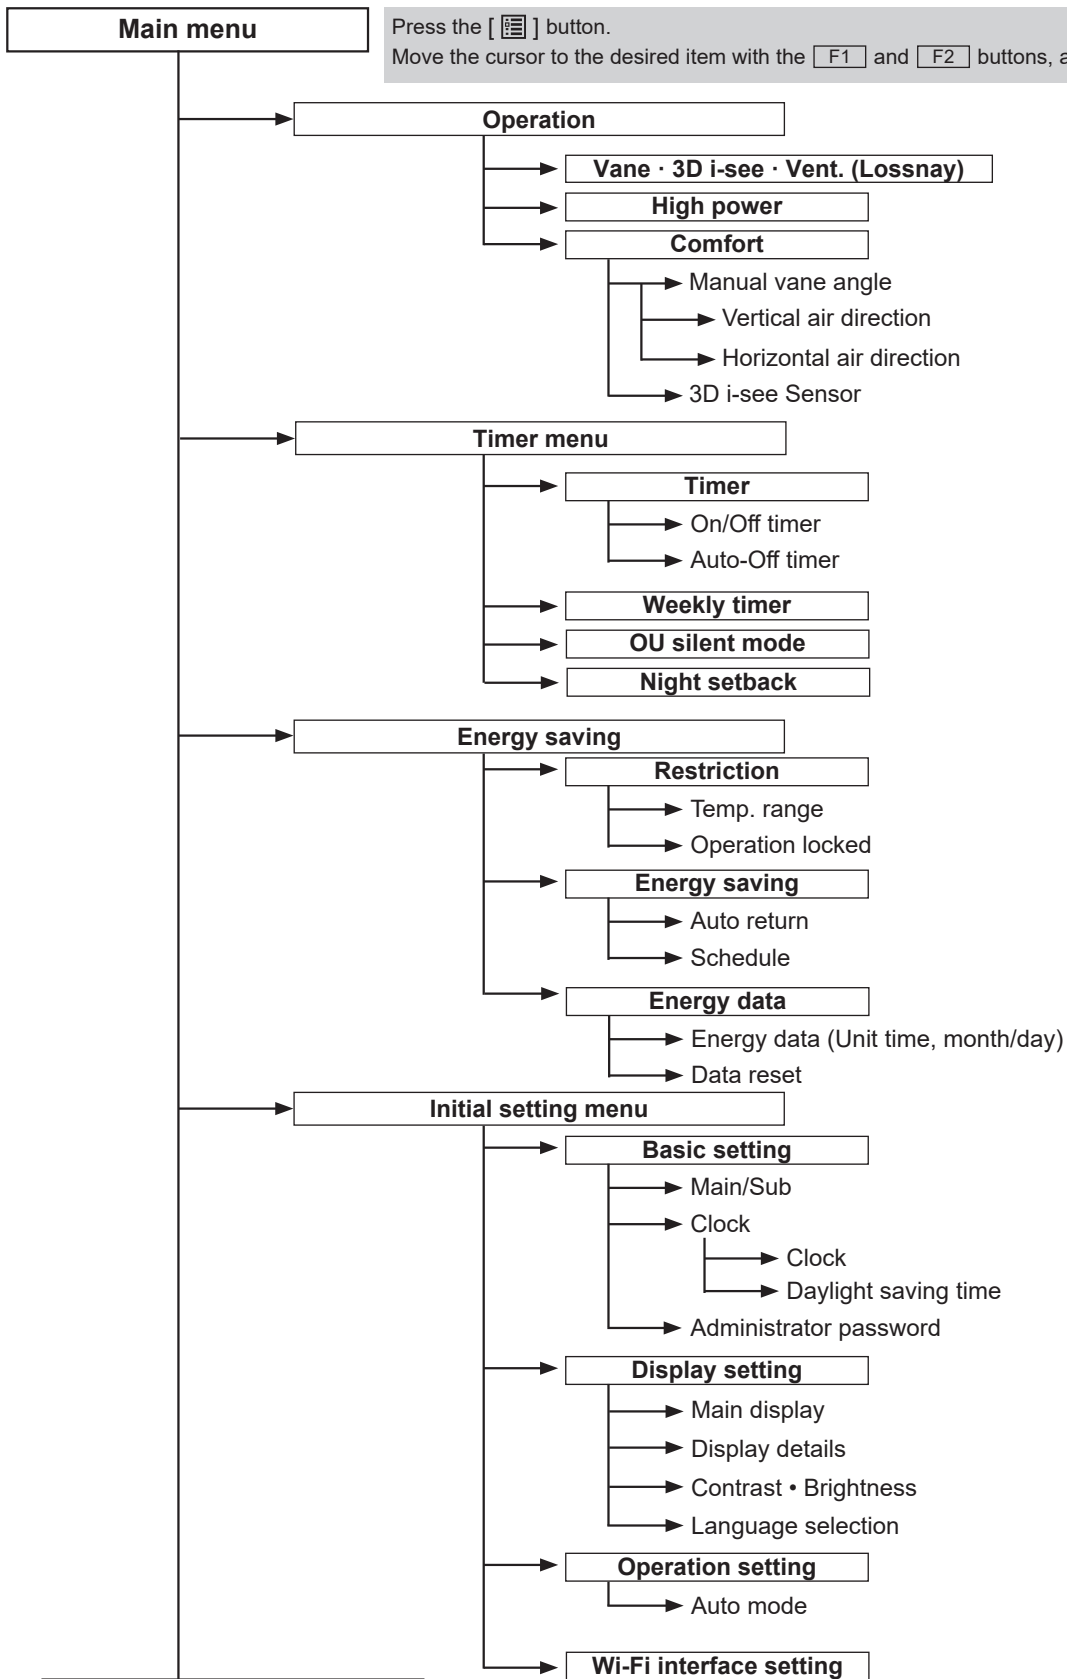 Main menu
Press the [ ] button.
Move the cursor to the desired item with the F1 and F2 buttons, a
Operation
Vane · 3D i-see · Vent. (Lossnay)
High power
Comfort
Manual vane angle
Vertical air direction
Horizontal air direction
3D i-see Sensor
Timer menu
Timer
On/Off timer
Auto-Off timer
Weekly timer
OU silent mode
Night setback
Energy saving
Restriction
Temp. range
Operation locked
Energy saving
Auto return
Schedule
Energy data
Energy data (Unit time, month/day)
Data reset
Initial setting menu
Basic setting
Main/Sub
Clock
Clock
Daylight saving time
Administrator password
Display setting
Main display
Display details
Contrast • Brightness
Language selection
Operation setting
Auto mode
Wi-Fi interface setting